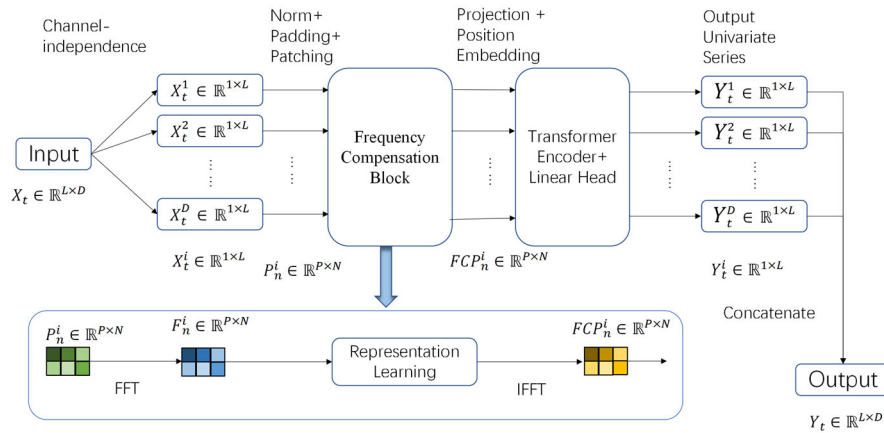 Channel-
independence
Norm+
Padding+
Patching
Projection +
Position
Embedding
Output
Univariate
Series
Input
X_t ∈ ℝ^{L×D}
X_t^1 ∈ ℝ^{1×L}
X_t^2 ∈ ℝ^{1×L}
X_t^D ∈ ℝ^{1×L}
X_t^i ∈ ℝ^{1×L}
P_n^i ∈ ℝ^{P×N}
Frequency
Compensation
Block
FCP_n^i ∈ ℝ^{P×N}
Transformer
Encoder+
Linear Head
Y_t^1 ∈ ℝ^{1×L}
Y_t^2 ∈ ℝ^{1×L}
Y_t^D ∈ ℝ^{1×L}
Y_t^i ∈ ℝ^{1×L}
Concatenate
P_n^i ∈ ℝ^{P×N}
FFT
F_n^i ∈ ℝ^{P×N}
Representation
Learning
IFFT
FCP_n^i ∈ ℝ^{P×N}
Output
Y_t ∈ ℝ^{L×D}